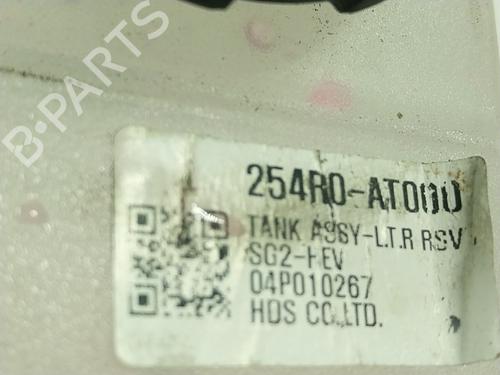 B-PARTS
254R0-AT000
TANK ASSY-L.T.R RSV
SG2-HEV
04P010267
HDS CO.,LTD.